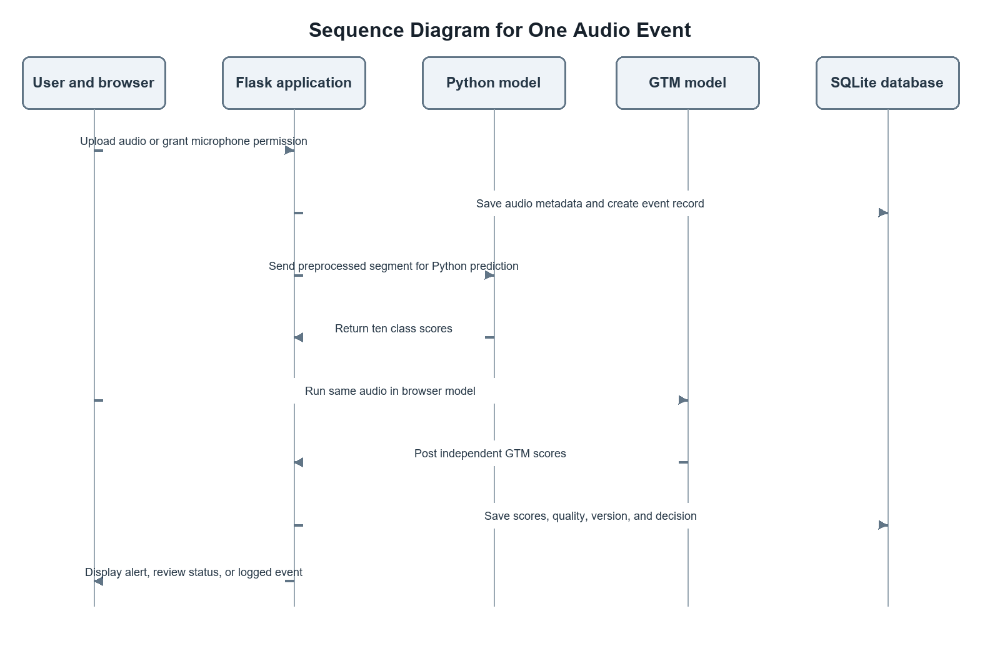 Sequence Diagram for One Audio Event
User and browser
Flask application
Python model
GTM model
SQLite database
Upload audio or grant microphone permission
Save audio metadata and create event record
Send preprocessed segment for Python prediction
Return ten class scores
Run same audio in browser model
Post independent GTM scores
Save scores, quality, version, and decision
Display alert, review status, or logged event